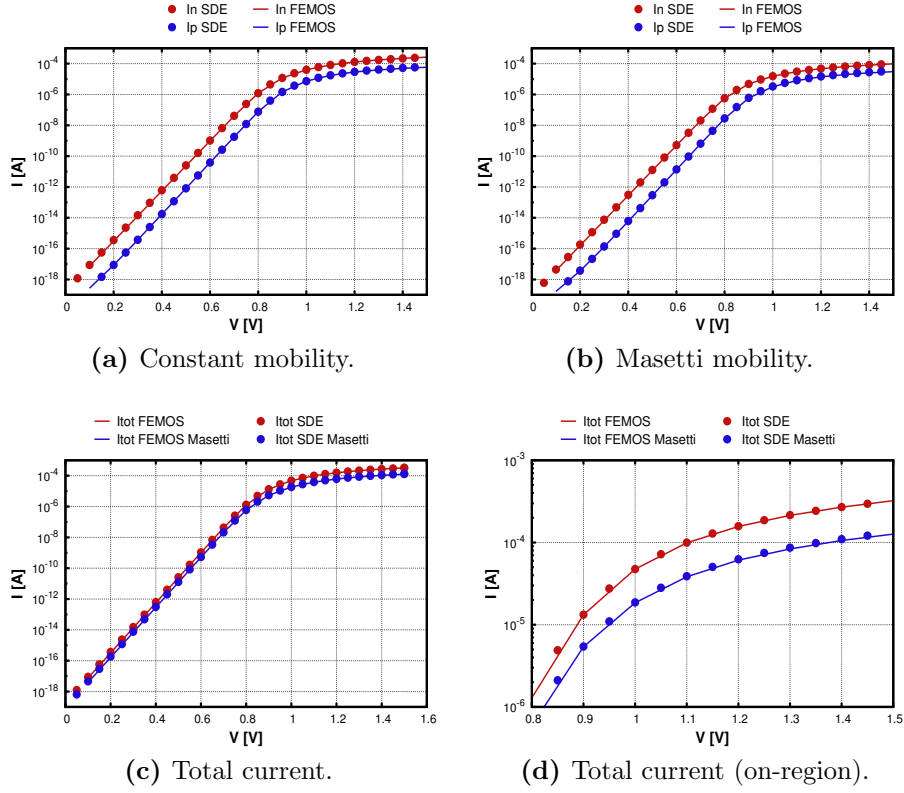 In SDE In FEMOS In SDE In FEMOS
Ip SDE Ip FEMOS Ip SDE Ip FEMOS
10^-4 10^-4
10^-6 10^-6
10^-8 10^-8
10^-10 10^-10
I [A] I [A]
10^-12 10^-12
10^-14 10^-14
10^-16 10^-16
10^-18 10^-18
0 0.2 0.4 0.6 0.8 1 1.2 1.4 0 0.2 0.4 0.6 0.8 1 1.2 1.4
V [V] V [V]
(a) Constant mobility. (b) Masetti mobility.
Itot FEMOS Itot SDE Itot FEMOS Itot SDE
Itot FEMOS Masetti Itot SDE Masetti Itot FEMOS Masetti Itot SDE Masetti
10^-4 10^-3
10^-6
10^-8 10^-4
10^-10
I [A] I [A]
10^-12
10^-14 10^-5
10^-16
10^-18 10^-6
0 0.2 0.4 0.6 0.8 1 1.2 1.4 1.6 0.8 0.9 1 1.1 1.2 1.3 1.4 1.5
V [V] V [V]
(c) Total current. (d) Total current (on-region).